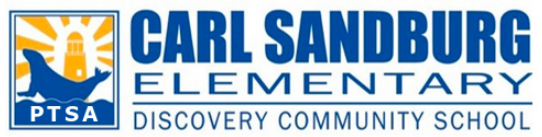 CARL SANDBURG
ELEMENTARY
DISCOVERY COMMUNITY SCHOOL
PTSA